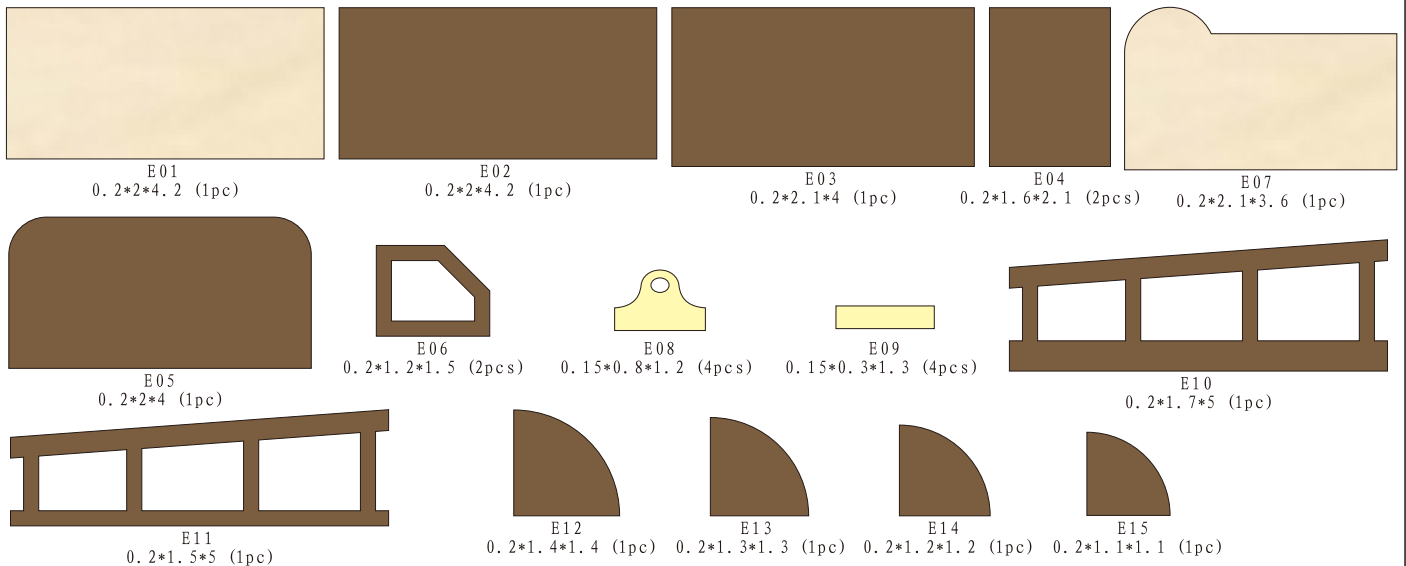 E01
0.2*2*4.2 (1pc)
E02
0.2*2*4.2 (1pc)
E03
0.2*2.1*4 (1pc)
E04
0.2*1.6*2.1 (2pcs)
E07
0.2*2.1*3.6 (1pc)
E05
0.2*2*4 (1pc)
E06
0.2*1.2*1.5 (2pcs)
E08
0.15*0.8*1.2 (4pcs)
E09
0.15*0.3*1.3 (4pcs)
E10
0.2*1.7*5 (1pc)
E11
0.2*1.5*5 (1pc)
E12
0.2*1.4*1.4 (1pc)
E13
0.2*1.3*1.3 (1pc)
E14
0.2*1.2*1.2 (1pc)
E15
0.2*1.1*1.1 (1pc)